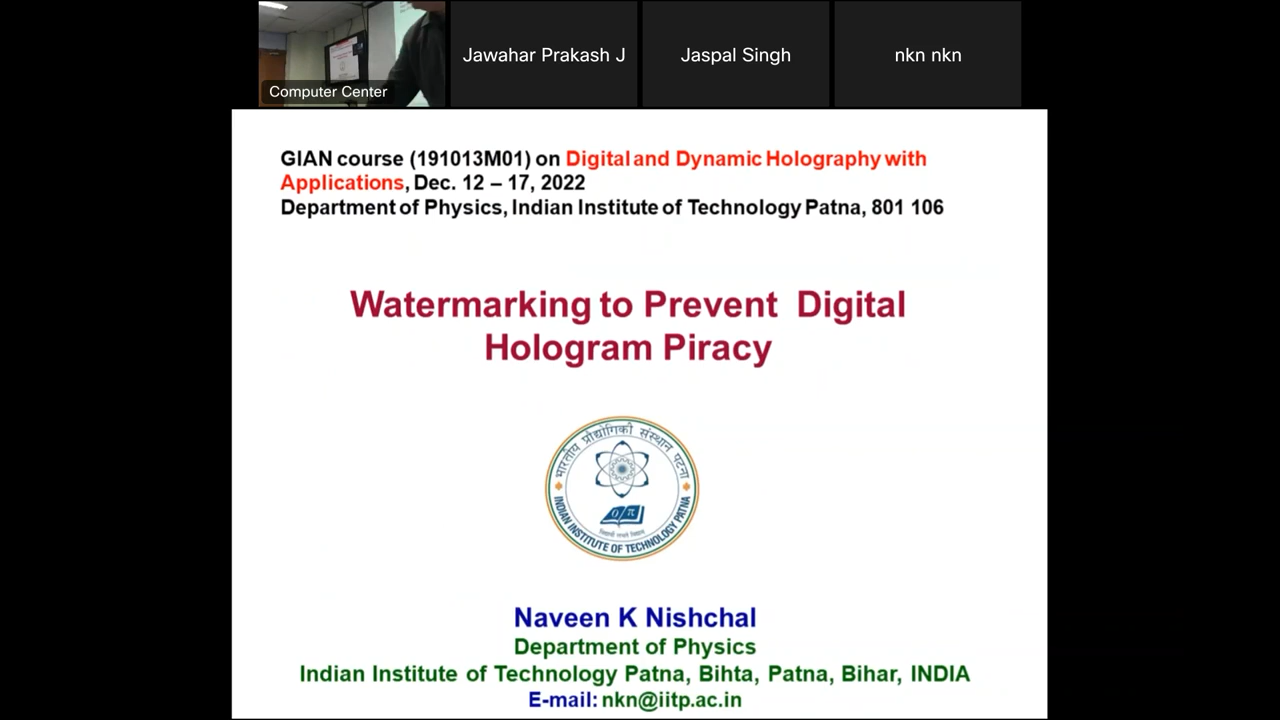 Computer Center
Jawahar Prakash J
Jaspal Singh
nkn nkn
GIAN course (191013M01) on Digital and Dynamic Holography with
Applications, Dec. 12 – 17, 2022
Department of Physics, Indian Institute of Technology Patna, 801 106
Watermarking to Prevent Digital
Hologram Piracy
भारतीय प्रौद्योगिकी संस्थान पटना
INDIAN INSTITUTE OF TECHNOLOGY PATNA
Naveen K Nishchal
Department of Physics
Indian Institute of Technology Patna, Bihta, Patna, Bihar, INDIA
E-mail: nkn@iitp.ac.in